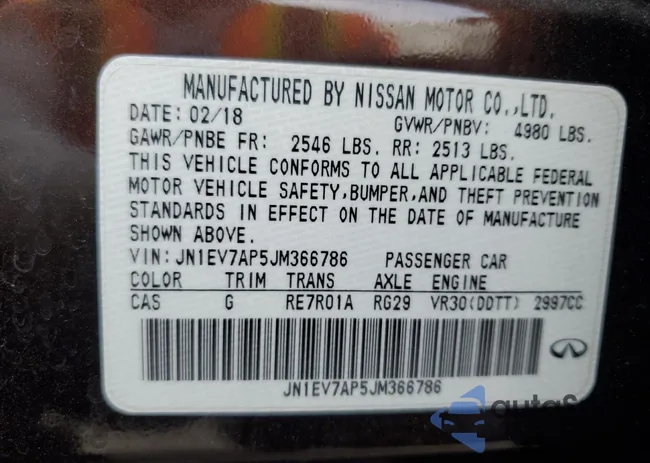 MANUFACTURED BY NISSAN MOTOR CO.,LTD.
DATE: 02/18 GVWR/PNBV: 4980 LBS.
GAWR/PNBE FR: 2546 LBS. RR: 2513 LBS.
THIS VEHICLE CONFORMS TO ALL APPLICABLE FEDERAL
MOTOR VEHICLE SAFETY,BUMPER,AND THEFT PREVENTION
STANDARDS IN EFFECT ON THE DATE OF MANUFACTURE
SHOWN ABOVE.
VIN:JN1EV7AP5JM366786 PASSENGER CAR
COLOR TRIM TRANS AXLE ENGINE
CAS G RE7R01A RG29 VR30(DDTT) 2997CC
JN1EV7AP5JM366786